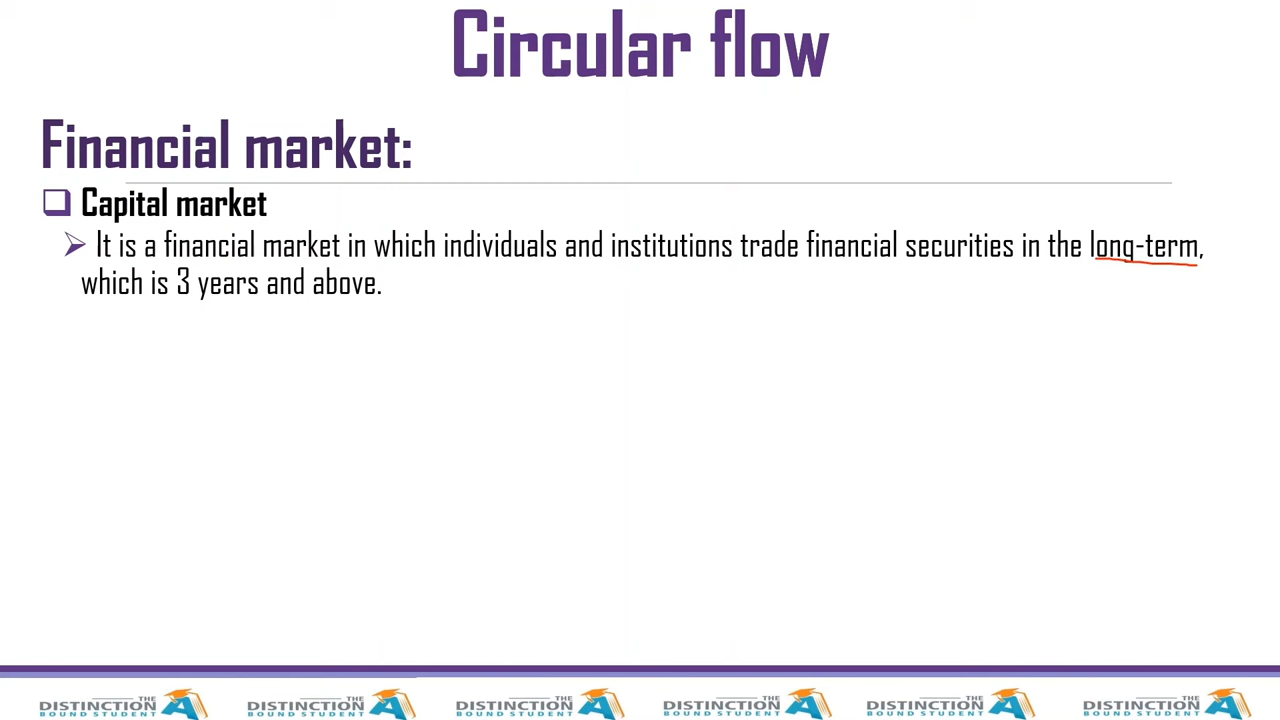 Circular flow
Financial market:
Capital market
It is a financial market in which individuals and institutions trade financial securities in the long-term,
which is 3 years and above.
THE DISTINCTION BOUND STUDENT A
THE DISTINCTION BOUND STUDENT A
THE DISTINCTION BOUND STUDENT A
THE DISTINCTION BOUND STUDENT A
THE DISTINCTION BOUND STUDENT A
THE DISTINCTION BOUND STUDENT A